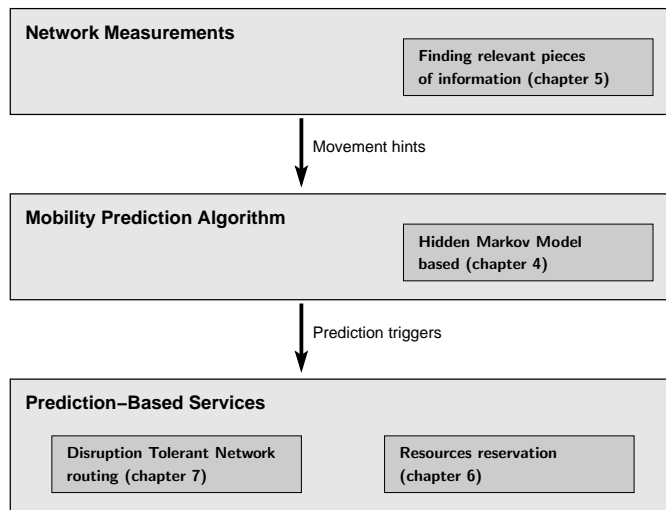 Network Measurements
Finding relevant pieces
of information (chapter 5)
Movement hints
Mobility Prediction Algorithm
Hidden Markov Model
based (chapter 4)
Prediction triggers
Prediction−Based Services
Disruption Tolerant Network
routing (chapter 7)
Resources reservation
(chapter 6)